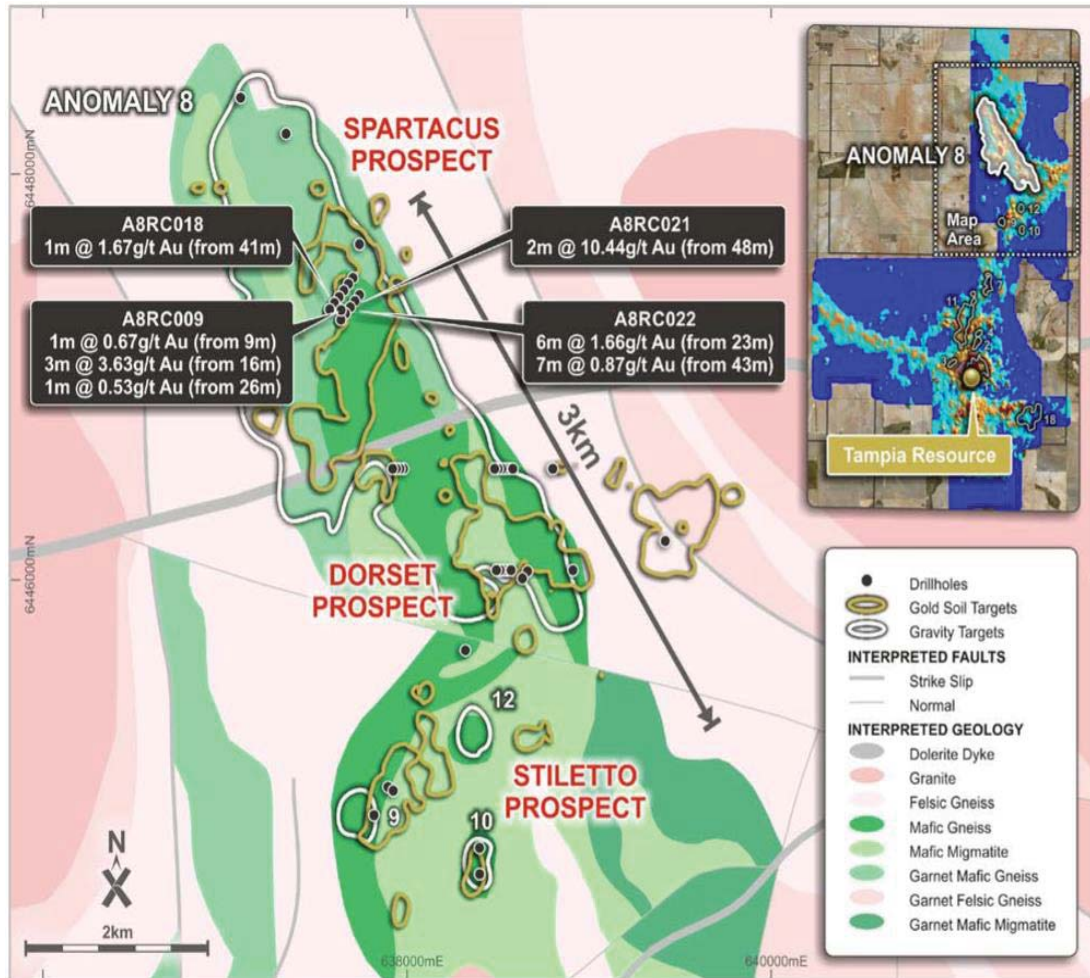 ANOMALY 8
SPARTACUS
PROSPECT
A8RC018
1m @ 1.67g/t Au (from 41m)
A8RC021
2m @ 10.44g/t Au (from 48m)
A8RC009
1m @ 0.67g/t Au (from 9m)
3m @ 3.63g/t Au (from 16m)
1m @ 0.53g/t Au (from 26m)
A8RC022
6m @ 1.66g/t Au (from 23m)
7m @ 0.87g/t Au (from 43m)
3km
DORSET
PROSPECT
12
STILETTO
PROSPECT
9
10
N
2km
6448000mN
6446000mN
638000mE
640000mE
ANOMALY 8
12
9
10
Map
Area
11
7
2
18
Tampia Resource
Drillholes
Gold Soil Targets
Gravity Targets
INTERPRETED FAULTS
Strike Slip
Normal
INTERPRETED GEOLOGY
Dolerite Dyke
Granite
Felsic Gneiss
Mafic Gneiss
Mafic Migmatite
Garnet Mafic Gneiss
Garnet Felsic Gneiss
Garnet Mafic Migmatite